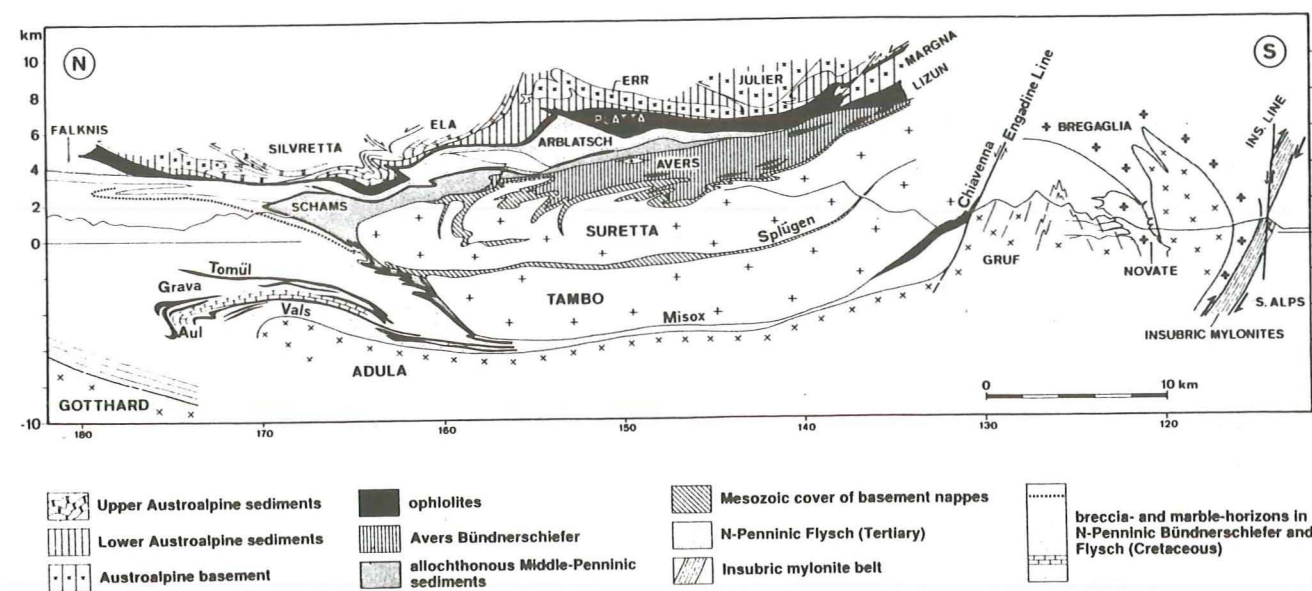 km
N
S
10
8
6
4
2
0
-10
FALKNIS
SILVRETTA
ELA
ERR
JULIER
MARGNA
LIZUN
PLATTA
ARBLATSCH
AVERS
SCHAMS
SURETTA
Splügen
TAMBO
Misox
Tomül
Grava
Aul
Vals
ADULA
GOTTHARD
Chiavenna
Engadine Line
BREGAGLIA
INS. LINE
GRUF
NOVATE
S. ALPS
INSUBRIC MYLONITES
0
10 km
180
170
160
150
140
130
120
Upper Austroalpine sediments
Lower Austroalpine sediments
Austroalpine basement
ophiolites
Avers Bündnerschiefer
allochthonous Middle-Penninic
sediments
Mesozoic cover of basement nappes
N-Penninic Flysch (Tertiary)
Insubric mylonite belt
breccia- and marble-horizons in
N-Penninic Bündnerschiefer and
Flysch (Cretaceous)